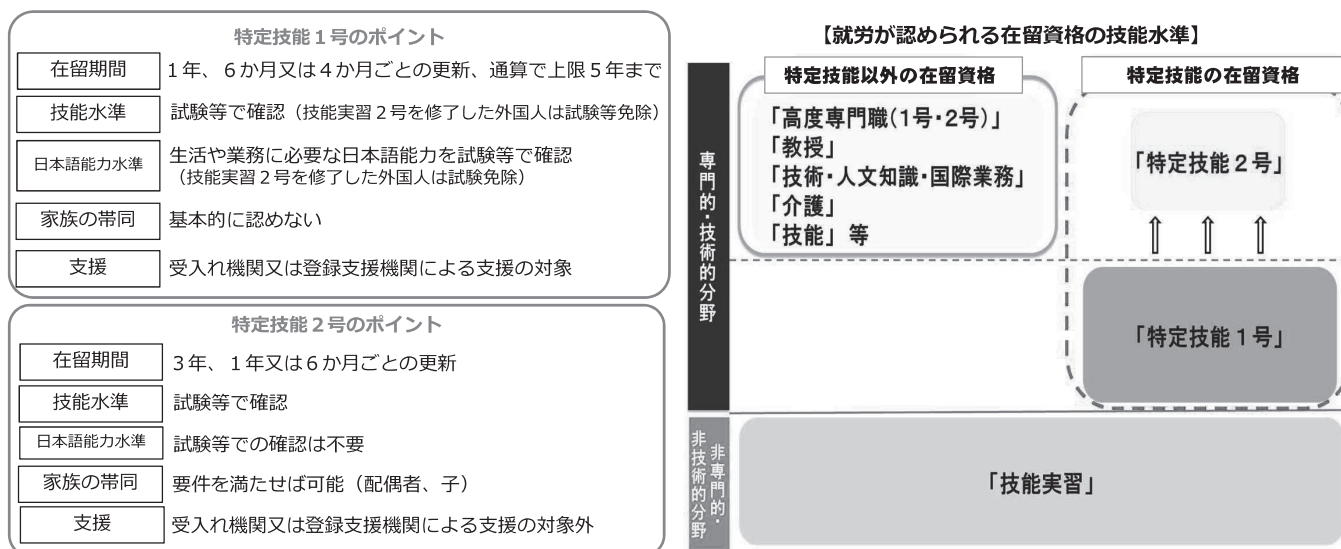 特定技能１号のポイント
在留期間 １年、６か月又は４か月ごとの更新、通算で上限５年まで
技能水準 試験等で確認（技能実習２号を修了した外国人は試験等免除）
日本語能力水準 生活や業務に必要な日本語能力を試験等で確認
（技能実習２号を修了した外国人は試験免除）
家族の帯同 基本的に認めない
支援 受入れ機関又は登録支援機関による支援の対象
特定技能２号のポイント
在留期間 ３年、１年又は６か月ごとの更新
技能水準 試験等で確認
日本語能力水準 試験等での確認は不要
家族の帯同 要件を満たせば可能（配偶者、子）
支援 受入れ機関又は登録支援機関による支援の対象外
【就労が認められる在留資格の技能水準】
特定技能以外の在留資格
特定技能の在留資格
専門的・技術的分野
「高度専門職(１号・２号)」
「教授」
「技術・人文知識・国際業務」
「介護」
「技能」等
「特定技能２号」
「特定技能１号」
非専門的・
非技術的分野
「技能実習」